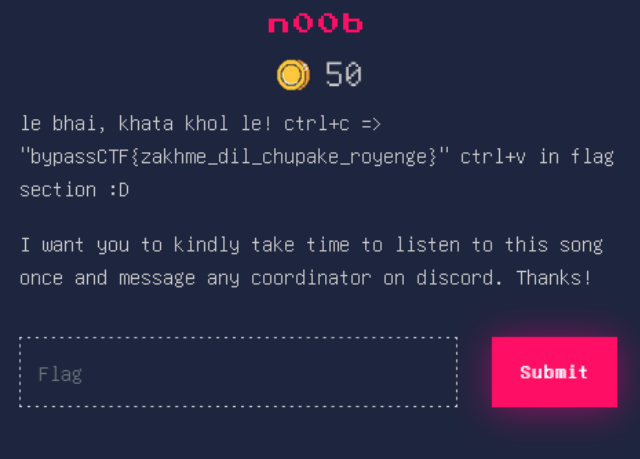 n00b
50
le bhai, khata khol le! ctrl+c =>
"bypassCTF{zakhme_dil_chupake_royenge}" ctrl+v in flag
section :D
I want you to kindly take time to listen to this song
once and message any coordinator on discord. Thanks!
Flag
Submit